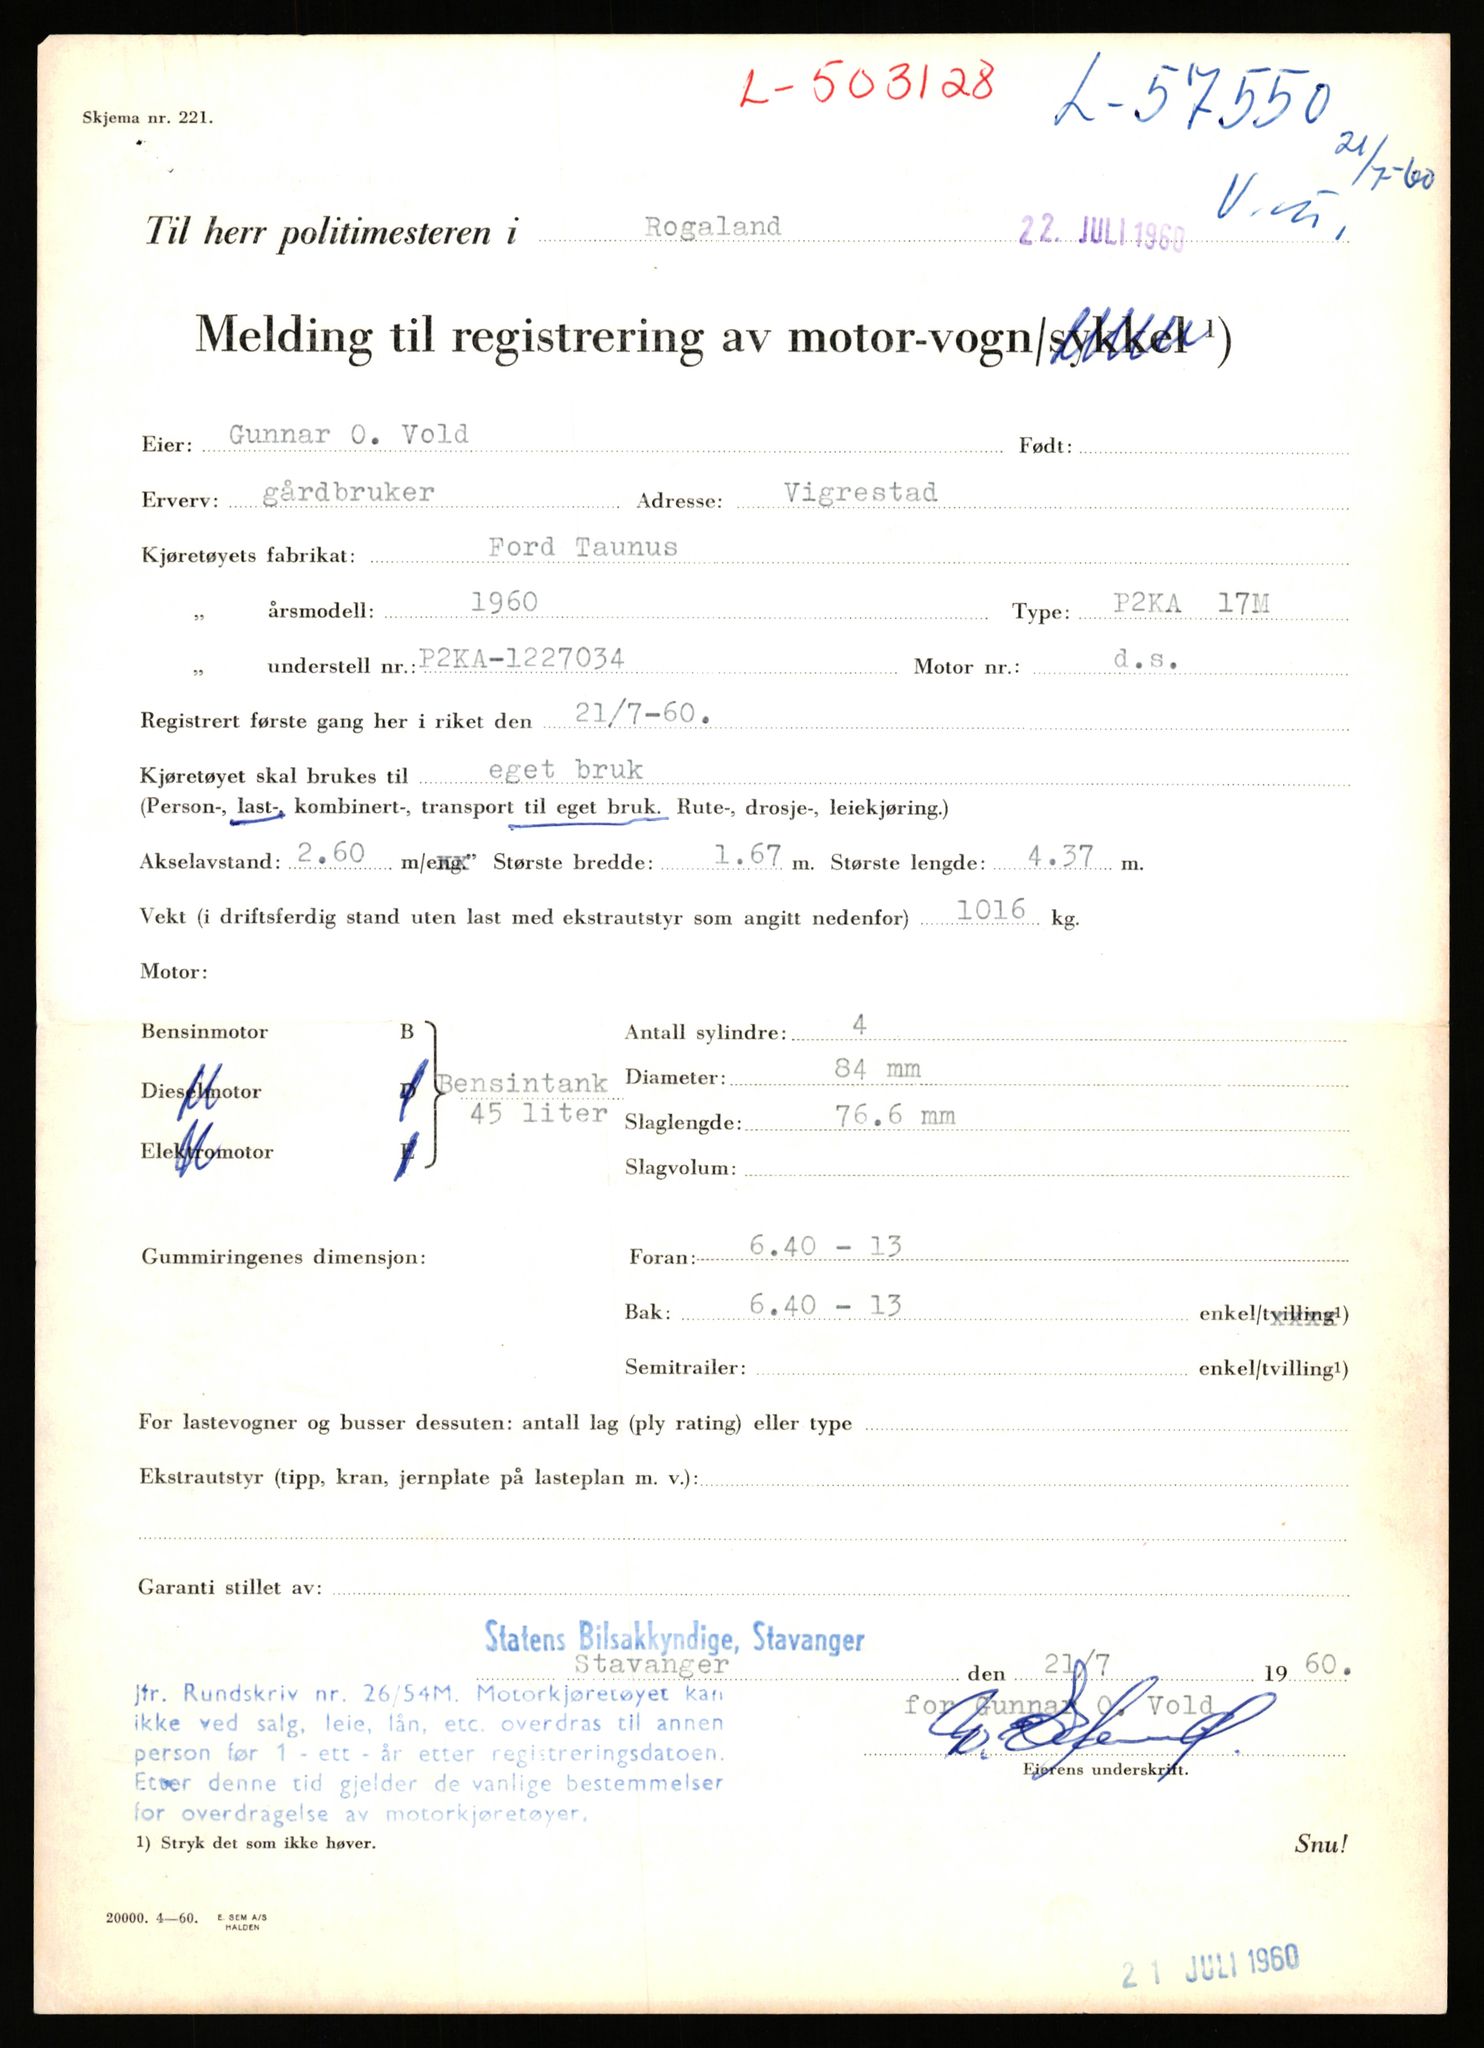 L-503128
L-57550
21/7-60
Skjema nr. 221.
Til herr politimesteren i Rogaland
22. JULI 1960
Melding til registrering av motor-vogn/sykkel ¹)
Eier: Gunnar O. Vold Født:
Erverv: gårdbruker Adresse: Vigrestad
Kjøretøyets fabrikat: Ford Taunus
„ årsmodell: 1960 Type: P2KA 17M
„ understell nr.: P2KA-1227034 Motor nr.: d.s.
Registrert første gang her i riket den 21/7-60.
Kjøretøyet skal brukes til eget bruk
(Person-, last-, kombinert-, transport til eget bruk. Rute-, drosje-, leiekjøring.)
Akselavstand: 2.60 m/eng" Største bredde: 1.67 m. Største lengde: 4.37 m.
Vekt (i driftsferdig stand uten last med ekstrautstyr som angitt nedenfor) 1016 kg.
Motor:
Bensinmotor B
Dieselmotor D
Elektromotor E
Bensintank
45 liter
Antall sylindre: 4
Diameter: 84 mm
Slaglengde: 76.6 mm
Slagvolum:
Gummiringenes dimensjon: Foran: 6.40 - 13
Bak: 6.40 - 13 enkel/tvilling¹)
Semitrailer: enkel/tvilling¹)
For lastevogner og busser dessuten: antall lag (ply rating) eller type
Ekstrautstyr (tipp, kran, jernplate på lasteplan m. v.):
Garanti stillet av:
Statens Bilsakkyndige, Stavanger
Stavanger den 21/7 1960.
for Gunnar O. Vold
Eierens underskrift.
Jfr. Rundskriv nr. 26/54M. Motorkjøretøyet kan
ikke ved salg, leie, lån, etc. overdras til annen
person før 1 - ett - år etter registreringsdatoen.
Etter denne tid gjelder de vanlige bestemmelser
for overdragelse av motorkjøretøyer.
1) Stryk det som ikke høver.
Snu!
20000. 4—60. E. SEM A/S
HALDEN
21 JULI 1960